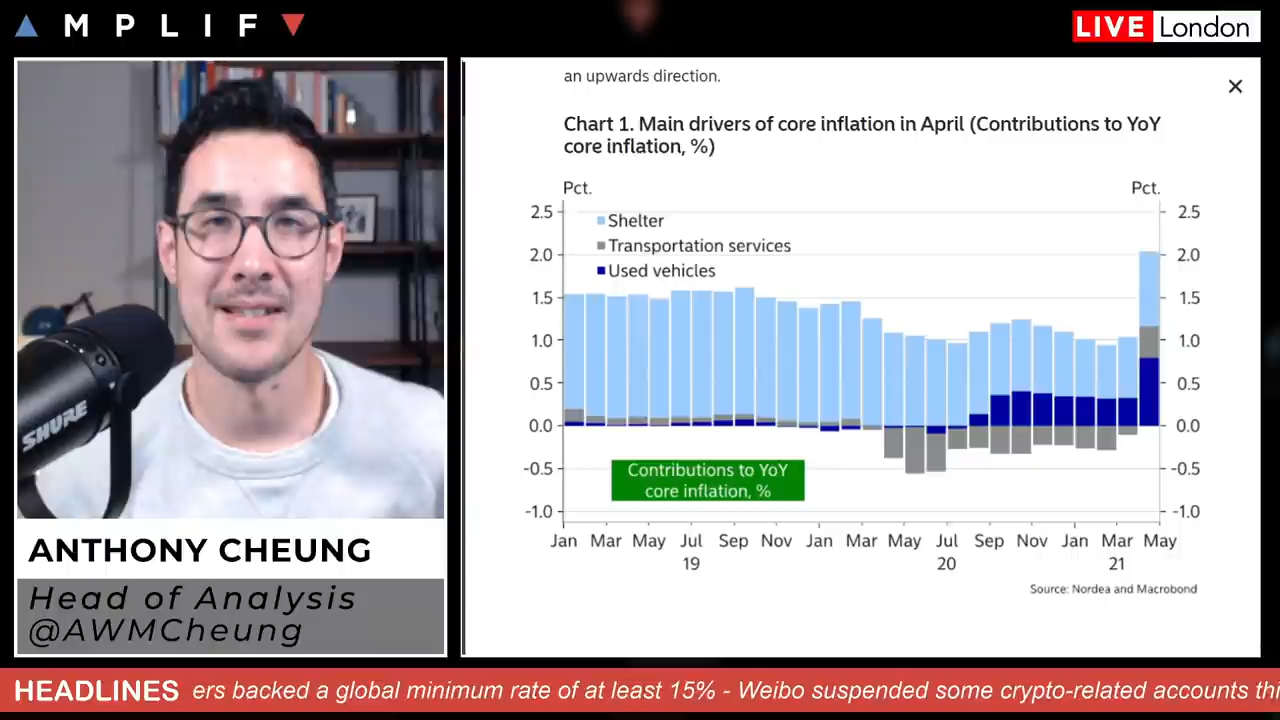 AMPLIFY
LIVE London
an upwards direction.
Chart 1. Main drivers of core inflation in April (Contributions to YoY
core inflation, %)
Pct.
Pct.
Shelter
Transportation services
Used vehicles
2.5
2.0
1.5
1.0
0.5
0.0
-0.5
-1.0
2.5
2.0
1.5
1.0
0.5
0.0
-0.5
-1.0
Contributions to YoY
core inflation, %
Jan Mar May Jul Sep Nov Jan Mar May Jul Sep Nov Jan Mar May
19 20 21
Source: Nordea and Macrobond
SHURE
ANTHONY CHEUNG
Head of Analysis
@AWMCheung
HEADLINES ers backed a global minimum rate of at least 15% - Weibo suspended some crypto-related accounts thi